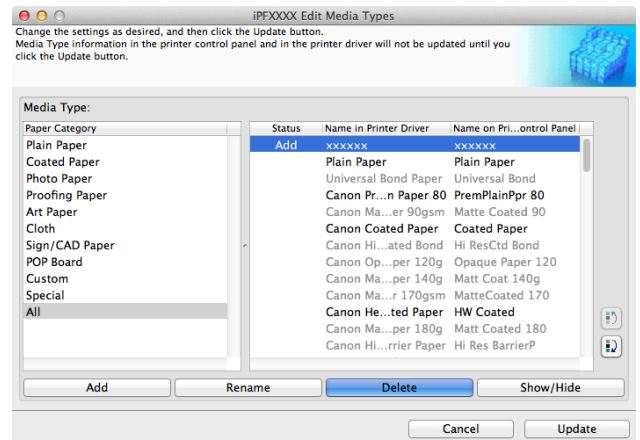 iPFXXXX Edit Media Types
Change the settings as desired, and then click the Update button.
Media Type information in the printer control panel and in the printer driver will not be updated until you
click the Update button.
Media Type:
Paper Category
Plain Paper
Coated Paper
Photo Paper
Proofing Paper
Art Paper
Cloth
Sign/CAD Paper
POP Board
Custom
Special
All
Status Name in Printer Driver Name on Pri...ontrol Panel
Add xxxxxx xxxxxx
Plain Paper Plain Paper
Universal Bond Paper Universal Bond
Canon Pr...n Paper 80 PremPlainPpr 80
Canon Ma...er 90gsm Matte Coated 90
Canon Coated Paper Coated Paper
Canon Hi...ated Bond Hi ResCtd Bond
Canon Op...per 120g Opaque Paper 120
Canon Ma...per 140g Matt Coat 140g
Canon Ma...r 170gsm MatteCoated 170
Canon He...ted Paper HW Coated
Canon Ma...per 180g Matt Coated 180
Canon Hi...rrier Paper Hi Res BarrierP
Add Rename Delete Show/Hide
Cancel Update